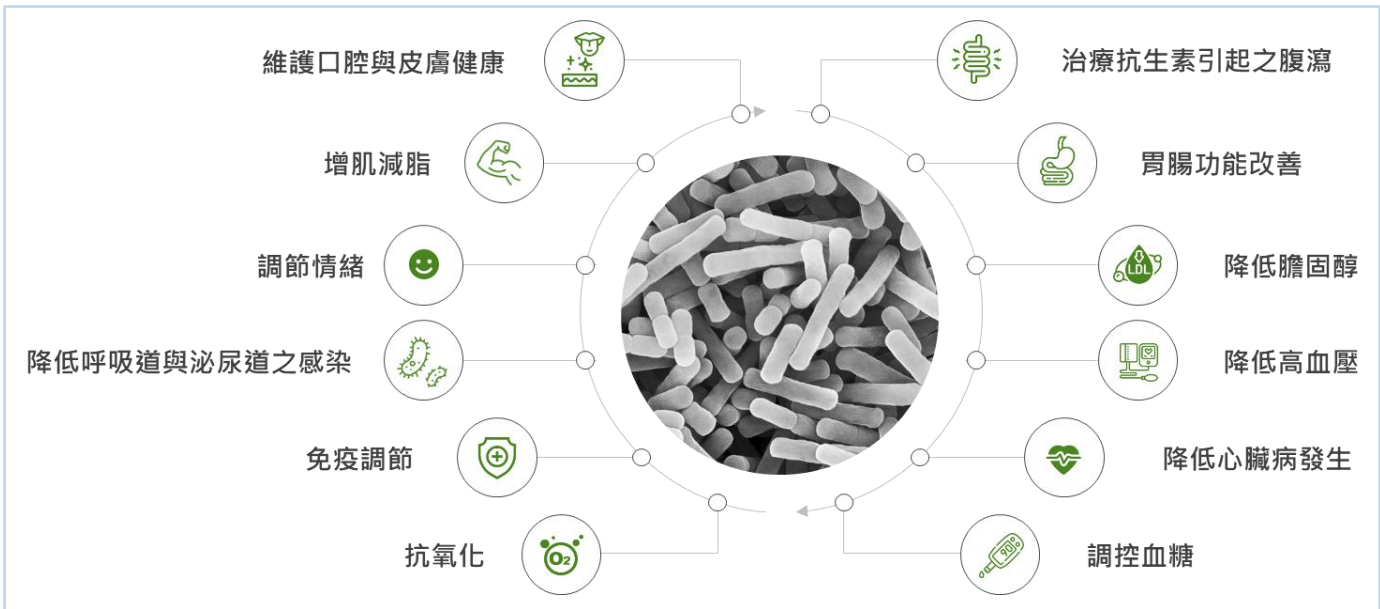 維護口腔與皮膚健康
治療抗生素引起之腹瀉
增肌減脂
胃腸功能改善
調節情緒
LDL
降低膽固醇
降低呼吸道與泌尿道之感染
降低高血壓
免疫調節
降低心臟病發生
抗氧化
O₂
90
調控血糖